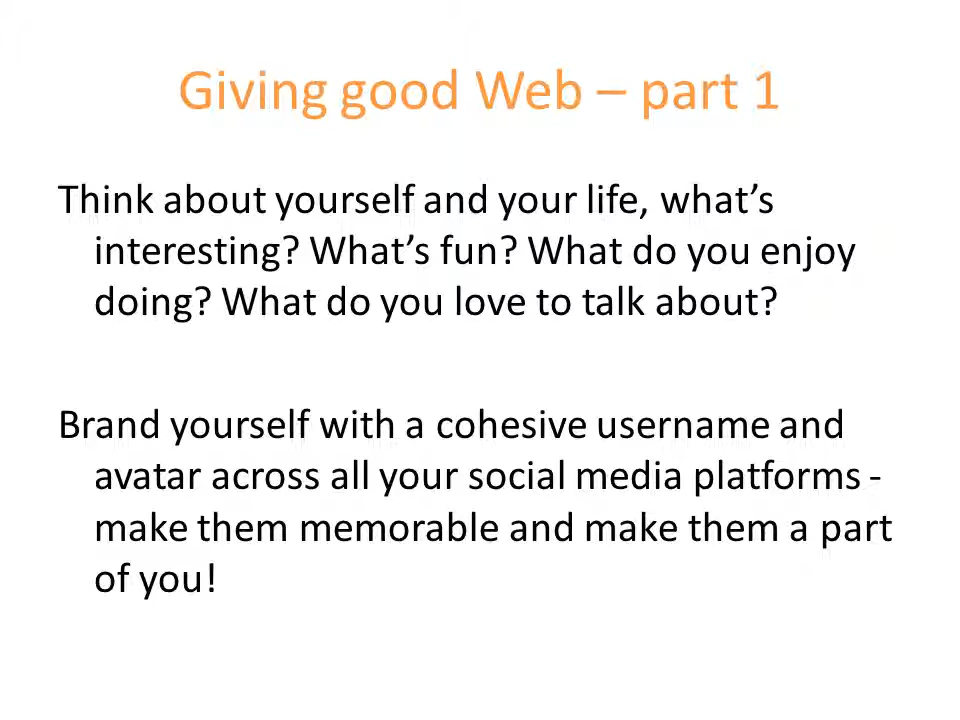 Giving good Web – part 1
Think about yourself and your life, what’s
interesting? What’s fun? What do you enjoy
doing? What do you love to talk about?
Brand yourself with a cohesive username and
avatar across all your social media platforms -
make them memorable and make them a part
of you!